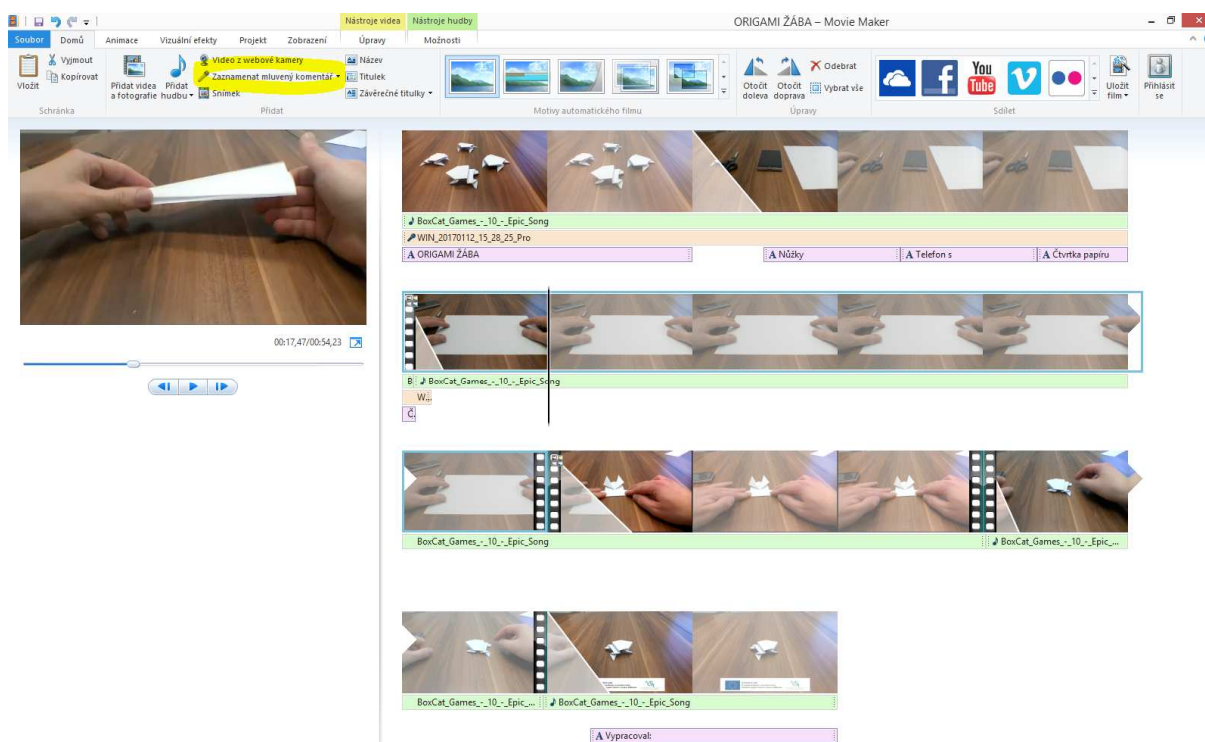 Nástroje videa Nástroje hudby ORIGAMI ŽÁBA – Movie Maker
Soubor Domů Animace Vizuální efekty Projekt Zobrazení Úpravy Možnosti
Vložit
Vyjmout
Kopírovat
Schránka
Přidat videa a fotografie
Přidat hudbu
Video z webové kamery
Zaznamenat mluvený komentář
Snímek
Název
Titulek
Závěrečné titulky
Přidat
Motivy automatického filmu
Otočit doleva
Otočit doprava
Odebrat
Vybrat vše
Úpravy
You
Tube
Sdílet
Uložit film
Přihlásit se
00:17,47/00:54,23
BoxCat_Games_-_10_-_Epic_Song
WIN_20170112_15_28_25_Pro
A ORIGAMI ŽÁBA A Nůžky A Telefon s A Čtvrtka papíru
B BoxCat_Games_-_10_-_Epic_Song
W...
Č.
BoxCat_Games_-_10_-_Epic_Song BoxCat_Games_-_10_-_Epic_...
BoxCat_Games_-_10_-_Epic_... BoxCat_Games_-_10_-_Epic_Song
A Vypracoval: